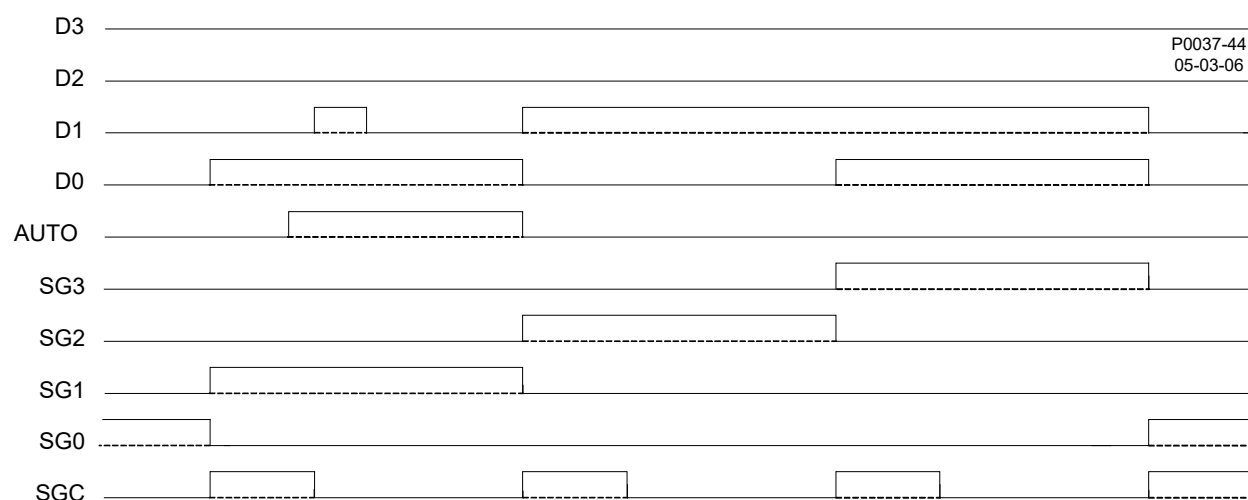 D3
P0037-44
05-03-06
D2
D1
D0
AUTO
SG3
SG2
SG1
SG0
SGC